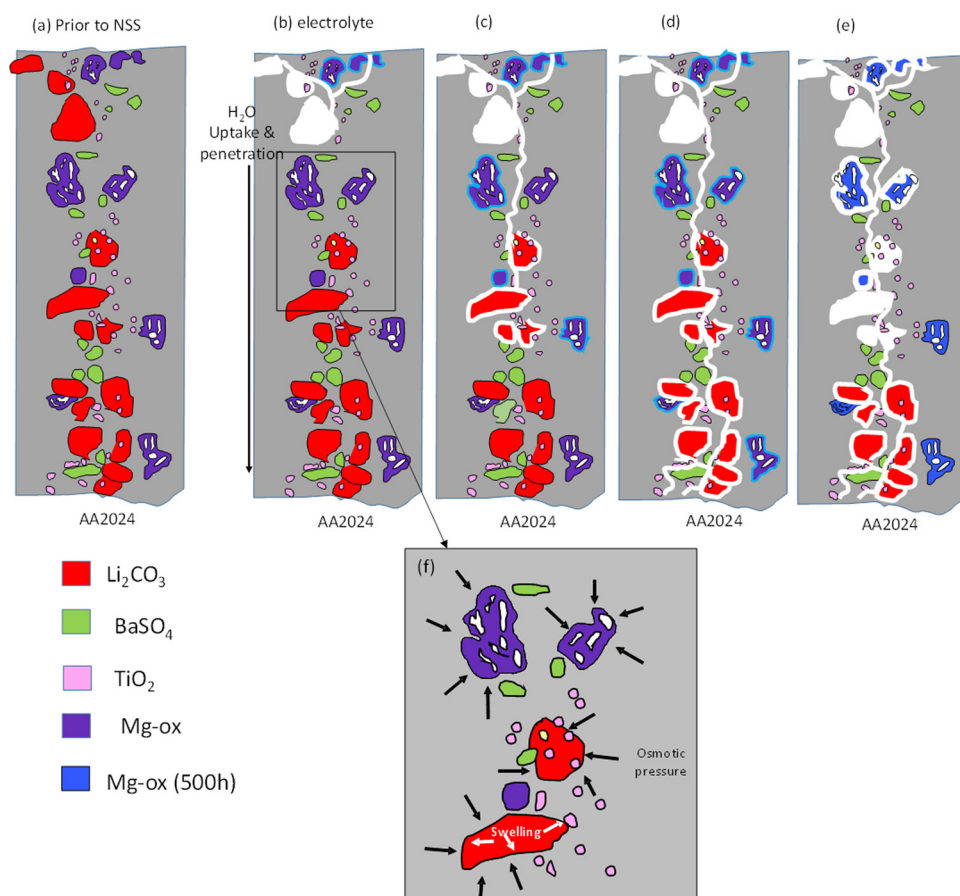 (a) Prior to NSS
(b) electrolyte
(c)
(d)
(e)
H₂O
Uptake &
penetration
AA2024
AA2024
AA2024
AA2024
AA2024
(f)
Li₂CO₃
BaSO₄
TiO₂
Mg-ox
Mg-ox (500h)
Osmotic
pressure
Swelling